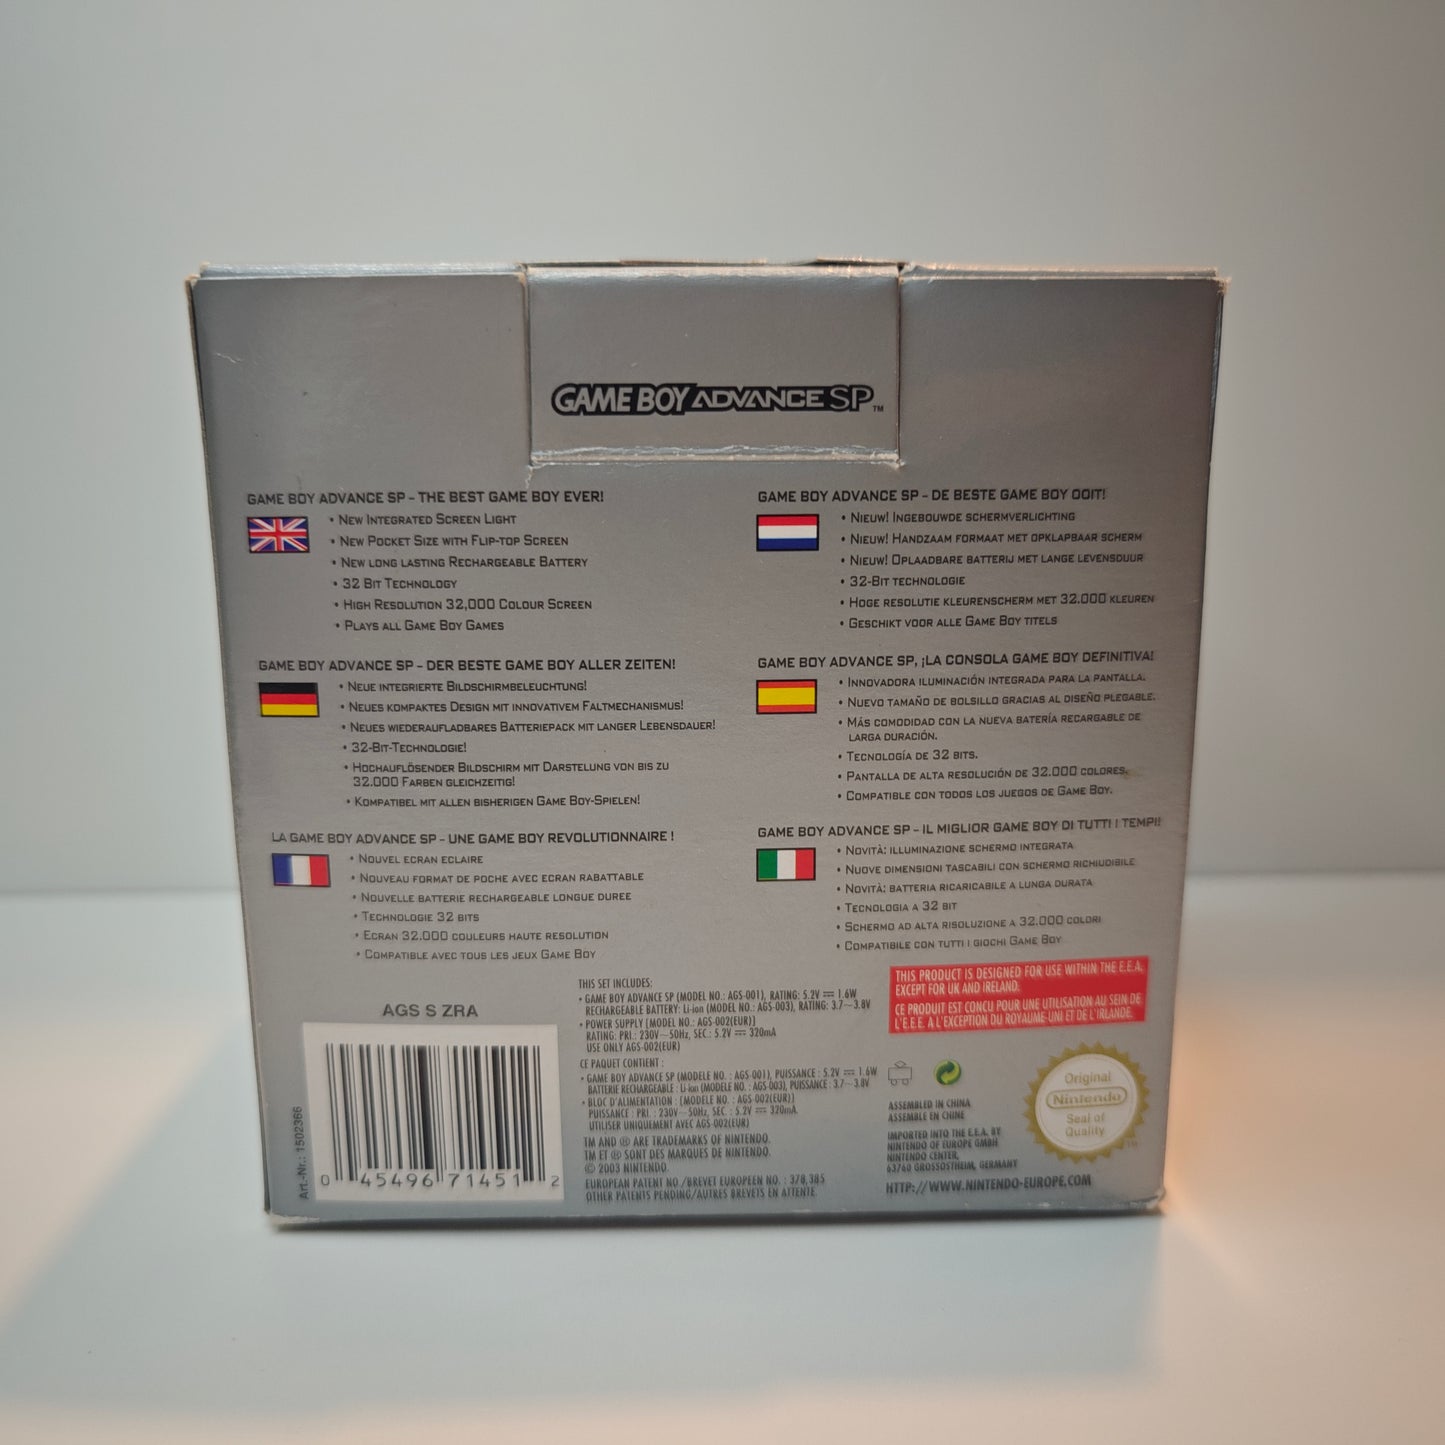 GAME BOY ADVANCE SP™
GAME BOY ADVANCE SP – THE BEST GAME BOY EVER!
• New Integrated Screen Light
• New Pocket Size with Flip-top Screen
• New long lasting Rechargeable Battery
• 32 Bit Technology
• High Resolution 32,000 Colour Screen
• Plays all Game Boy Games
GAME BOY ADVANCE SP – DER BESTE GAME BOY ALLER ZEITEN!
• Neue integrierte Bildschirmbeleuchtung!
• Neues kompaktes Design mit innovativem Faltmechanismus!
• Neues wiederaufladbares Batteriepack mit langer Lebensdauer!
• 32-Bit-Technologie!
• Hochauflösender Bildschirm mit Darstelung von bis zu
32.000 Farben gleichzeitig!
• Kompatibel mit allen bisherigen Game Boy-Spielen!
LA GAME BOY ADVANCE SP – UNE GAME BOY REVOLUTIONNAIRE !
• Nouvel ecran eclaire
• Nouveau format de poche avec ecran rabattable
• Nouvelle batterie rechargeable longue duree
• Technologie 32 bits
• Ecran 32.000 couleurs haute resolution
• Compatible avec tous les jeux Game Boy
GAME BOY ADVANCE SP – DE BESTE GAME BOY OOIT!
• Nieuw! Ingebouwde schermverlichting
• Nieuw! Handzaam formaat met opklapbaar scherm
• Nieuw! Oplaadbare batterij met lange levensduur
• 32-Bit technologie
• Hoge resolutie kleurenscherm met 32.000 kleuren
• Geschikt voor alle Game Boy titels
GAME BOY ADVANCE SP, ¡LA CONSOLA GAME BOY DEFINITIVA!
• Innovadora iluminación integrada para la pantalla.
• Nuevo tamaño de bolsillo gracias al diseño plegable.
• Más comodidad con la nueva batería recargable de
larga duración.
• Tecnología de 32 bits.
• Pantalla de alta resolución de 32.000 colores.
• Compatible con todos los juegos de Game Boy.
GAME BOY ADVANCE SP – IL MIGLIOR GAME BOY DI TUTTI I TEMPI!
• Novità: illuminazione schermo integrata
• Nuove dimensioni tascabili con schermo richiudibile
• Novità: batteria ricaricabile a lunga durata
• Tecnologia a 32 bit
• Schermo ad alta risoluzione a 32.000 colori
• Compatibile con tutti i giochi Game Boy
AGS S ZRA
Art.-Nr.: 1502366
0 45496 71451 2
THIS SET INCLUDES:
• GAME BOY ADVANCE SP (MODEL NO.: AGS-001), RATING: 5.2V ⎓ 1.6W
RECHARGEABLE BATTERY: Li-ion (MODEL NO.: AGS-003), RATING: 3.7~3.8V
• POWER SUPPLY [MODEL NO.: AGS-002(EUR)]
RATING: PRI.: 230V~50Hz, SEC.: 5.2V ⎓ 320mA
USE ONLY AGS-002(EUR)
CE PAQUET CONTIENT :
• GAME BOY ADVANCE SP (MODELE NO. : AGS-001), PUISSANCE : 5.2V ⎓ 1.6W
BATTERIE RECHARGEABLE : Li-ion (MODELE NO. : AGS-003), PUISSANCE : 3.7~3.8V
• BLOC D'ALIMENTATION : [MODELE NO. : AGS-002(EUR)]
PUISSANCE : PRI. : 230V~50Hz, SEC. : 5.2V ⎓ 320mA.
UTILISER UNIQUEMENT AVEC AGS-002(EUR)
TM AND ® ARE TRADEMARKS OF NINTENDO.
TM ET ® SONT DES MARQUES DE NINTENDO.
© 2003 NINTENDO.
EUROPEAN PATENT NO./BREVET EUROPEEN NO. : 378,385
OTHER PATENTS PENDING/AUTRES BREVETS EN ATTENTE.
THIS PRODUCT IS DESIGNED FOR USE WITHIN THE E.E.A.
EXCEPT FOR UK AND IRELAND.
CE PRODUIT EST CONCU POUR UNE UTILISATION AU SEIN DE
L'E.E.E. A L'EXCEPTION DU ROYAUME-UNI ET DE L'IRLANDE.
ASSEMBLED IN CHINA
ASSEMBLE EN CHINE
IMPORTED INTO THE E.E.A. BY
NINTENDO OF EUROPE GMBH
NINTENDO CENTER,
63760 GROSSOSTHEIM, GERMANY
HTTP://WWW.NINTENDO-EUROPE.COM
Original
Nintendo
Seal of
Quality
TM